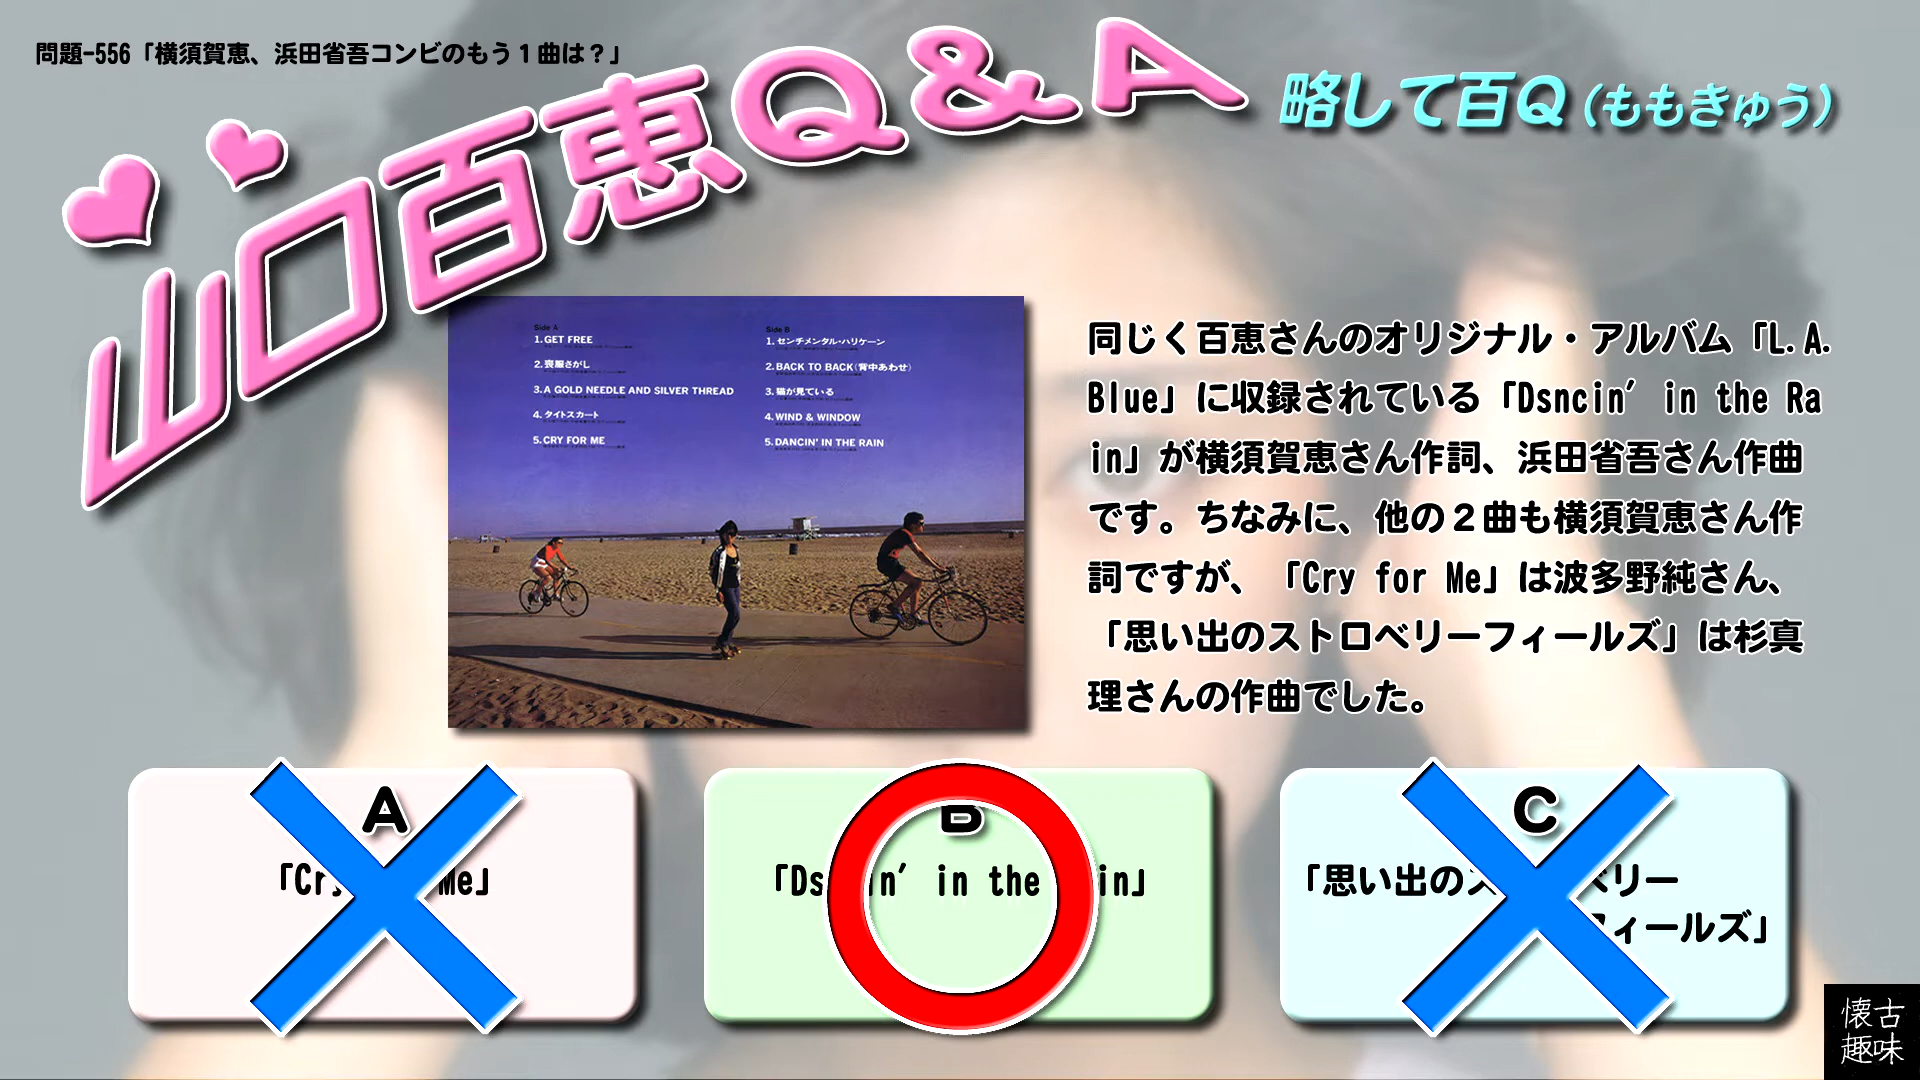 問題-556「横須賀恵、浜田省吾コンビのもう１曲は？」
山口百恵Q&A
略して百Q（ももきゅう）
Side A
1.GET FREE
2.喪服さがし
3.A GOLD NEEDLE AND SILVER THREAD
4.タイトスカート
5.CRY FOR ME
Side B
1.センチメンタル・ハリケーン
2.BACK TO BACK(背中あわせ)
3.猫が見ている
4.WIND & WINDOW
5.DANCIN' IN THE RAIN
同じく百恵さんのオリジナル・アルバム「L.A.
Blue」に収録されている「Dsncin’in the Ra
in」が横須賀恵さん作詞、浜田省吾さん作曲
です。ちなみに、他の２曲も横須賀恵さん作
詞ですが、「Cry for Me」は波多野純さん、
「思い出のストロベリーフィールズ」は杉真
理さんの作曲でした。
A
「Cry for Me」
B
「Dsncin’in the Rain」
C
「思い出のストロベリー
フィールズ」
懐古
趣味